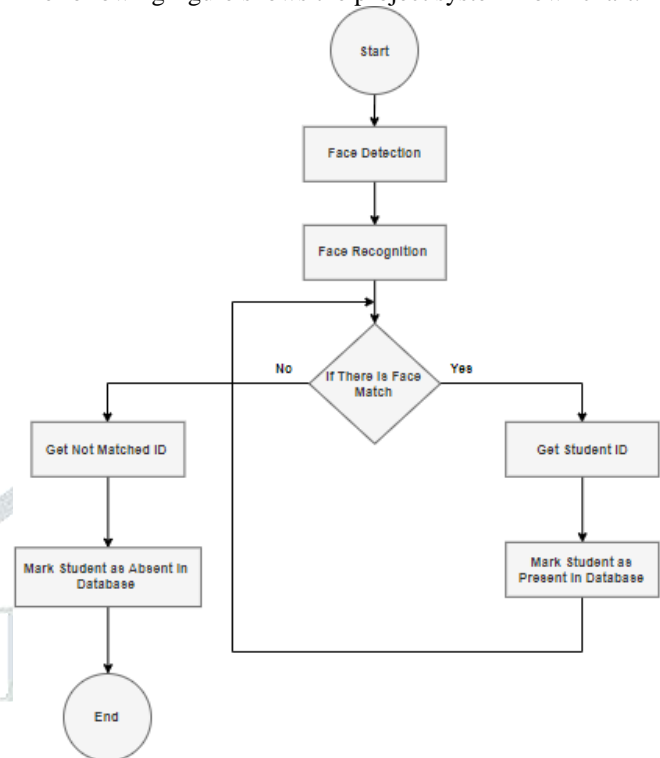 Start
Face Detection
Face Recognition
If There is Face
Match
No
Yes
Get Not Matched ID
Get Student ID
Mark Student as Absent in
Database
Mark Student as
Present in Database
End